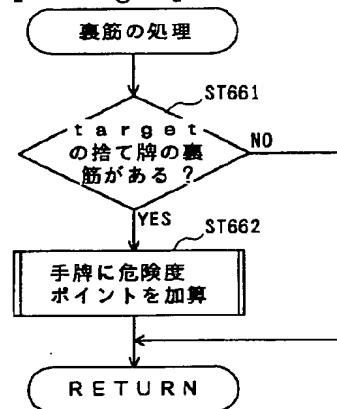 裏筋の処理
ST661
target
の捨て牌の裏
筋がある?
NO
YES
ST662
手牌に危険度
ポイントを加算
RETURN